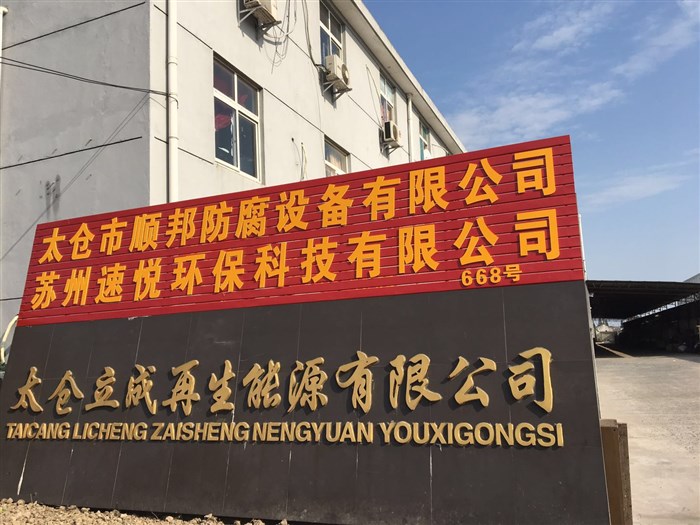 太仓市顺邦防腐设备有限公司
苏州速悦环保科技有限公司
668号
太仓立成再生能源有限公司
TAICANG LICHENG ZAISHENG NENGYUAN YOUXIGONGSI